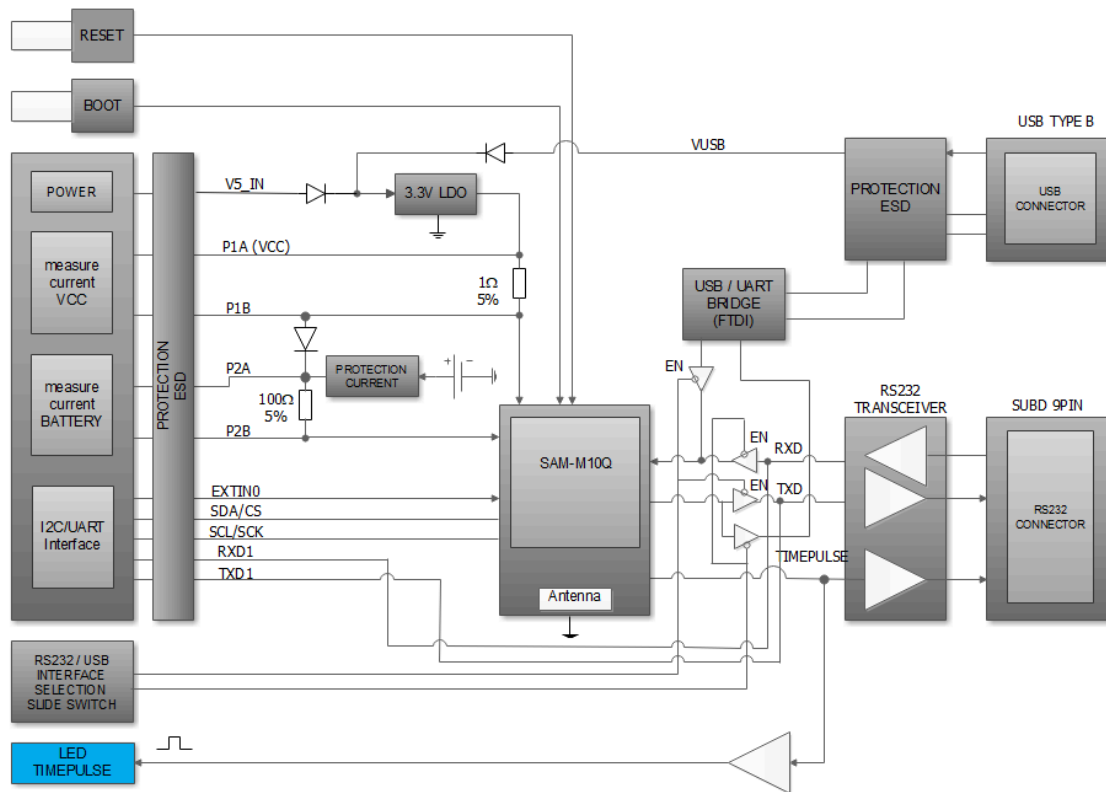 RESET
BOOT
USB TYPE B
VUSB
POWER
V5_IN
3.3V LDO
PROTECTION
ESD
USB
CONNECTOR
P1A (VCC)
measure
current
VCC
1Ω
5%
USB / UART
BRIDGE
(FTDI)
P1B
PROTECTION
ESD
P2A
PROTECTION
CURRENT
+
-
EN
measure
current
BATTERY
100Ω
5%
RS232
TRANSCEIVER
SUBD 9PIN
P2B
SAM-M10Q
EN
RXD
EXTIN0
EN
TXD
SDA/CS
I2C/UART
Interface
SCL/SCK
RS232
CONNECTOR
RXD1
TIMEPULSE
TXD1
Antenna
RS232 / USB
INTERFACE
SELECTION
SLIDE SWITCH
LED
TIMEPULSE